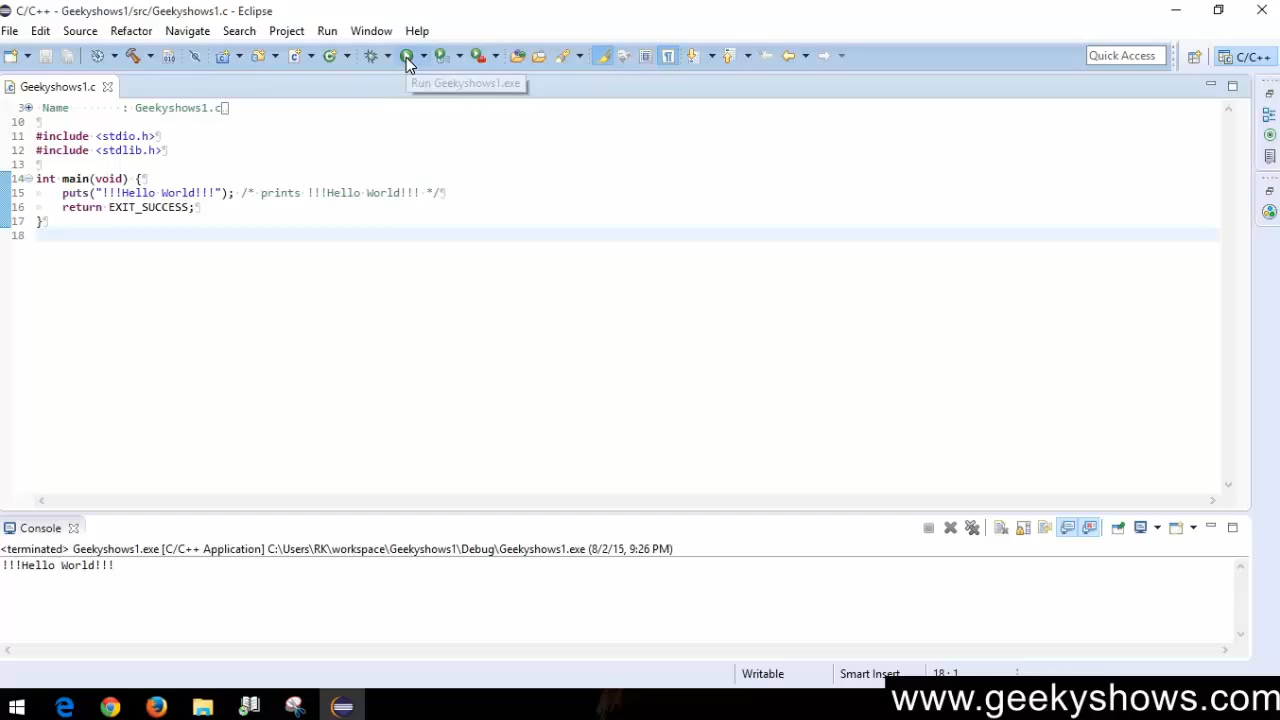 C/C++ - Geekyshows1/src/Geekyshows1.c - Eclipse
File Edit Source Refactor Navigate Search Project Run Window Help
Quick Access C/C++
Geekyshows1.c
Run Geekyshows1.exe
3 Name : Geekyshows1.c
10
11 #include <stdio.h>
12 #include <stdlib.h>
13
14 int main(void) {
15 puts("!!!Hello World!!!"); /* prints !!!Hello World!!! */
16 return EXIT_SUCCESS;
17 }
18
Console
<terminated> Geekyshows1.exe [C/C++ Application] C:\Users\RK\workspace\Geekyshows1\Debug\Geekyshows1.exe (8/2/15, 9:26 PM)
!!!Hello World!!!
Writable Smart Insert 18 : 1
www.geekyshows.com